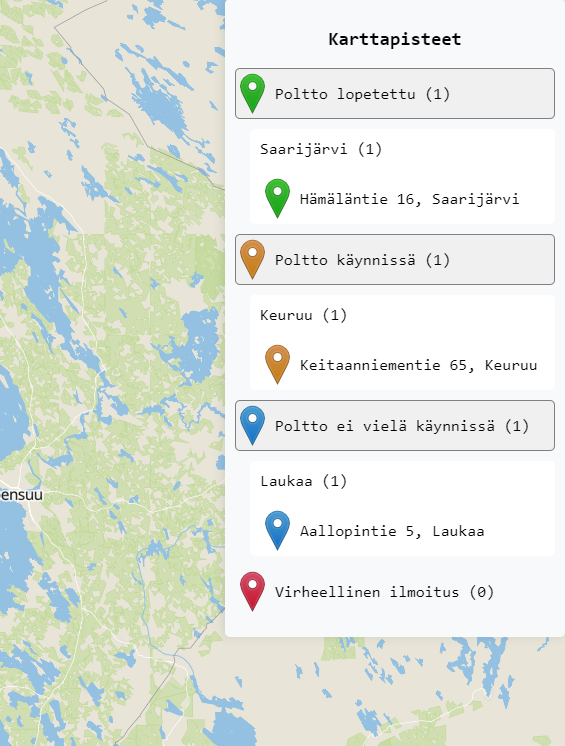 Karttapisteet
Poltto lopetettu (1)
Saarijärvi (1)
Hämäläntie 16, Saarijärvi
Poltto käynnissä (1)
Keuruu (1)
Keitaanniementie 65, Keuruu
Poltto ei vielä käynnissä (1)
Laukaa (1)
Aallopintie 5, Laukaa
Virheellinen ilmoitus (0)
ensuu